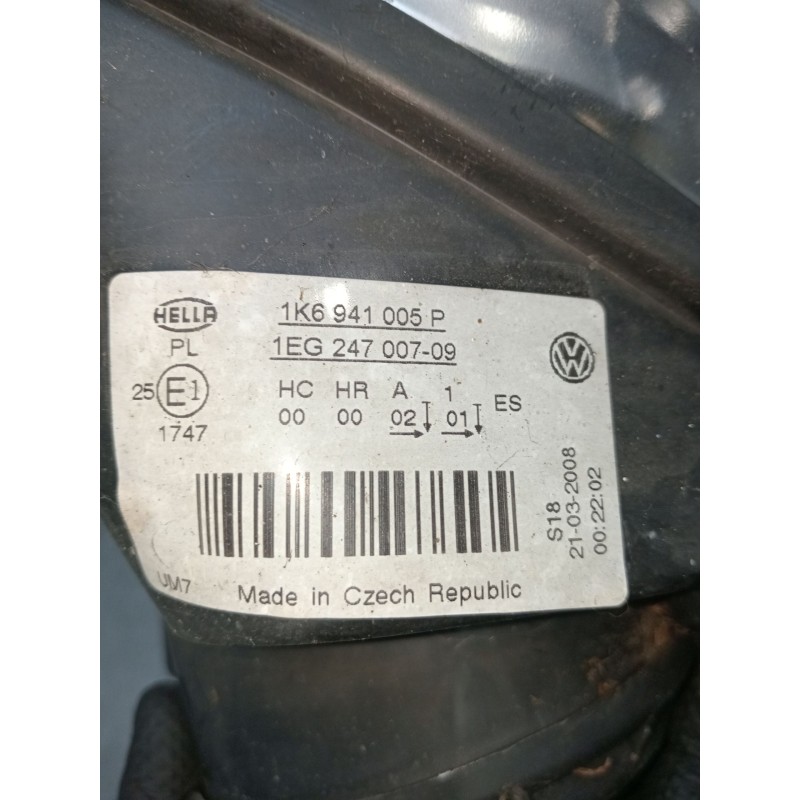 HELLA 1K6 941 005 P
PL 1EG 247 007-09
VW
25 E1 HC HR A 1 ES
00 00 02 01
1747
S18
21-03-2008
00:22:02
UM7 Made in Czech Republic